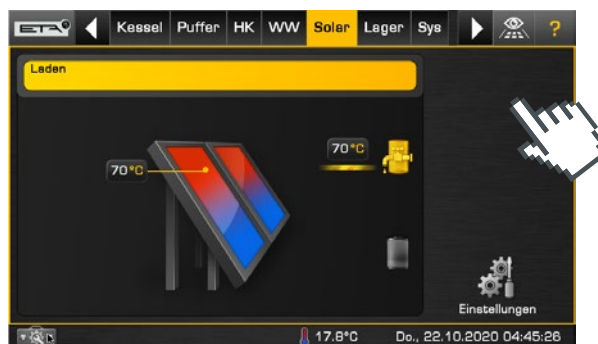 ETA Kessel Puffer HK WW Solar Lager Sys ?
Laden
70°C
70°C
Einstellungen
17.8°C Do., 22.10.2020 04:45:26